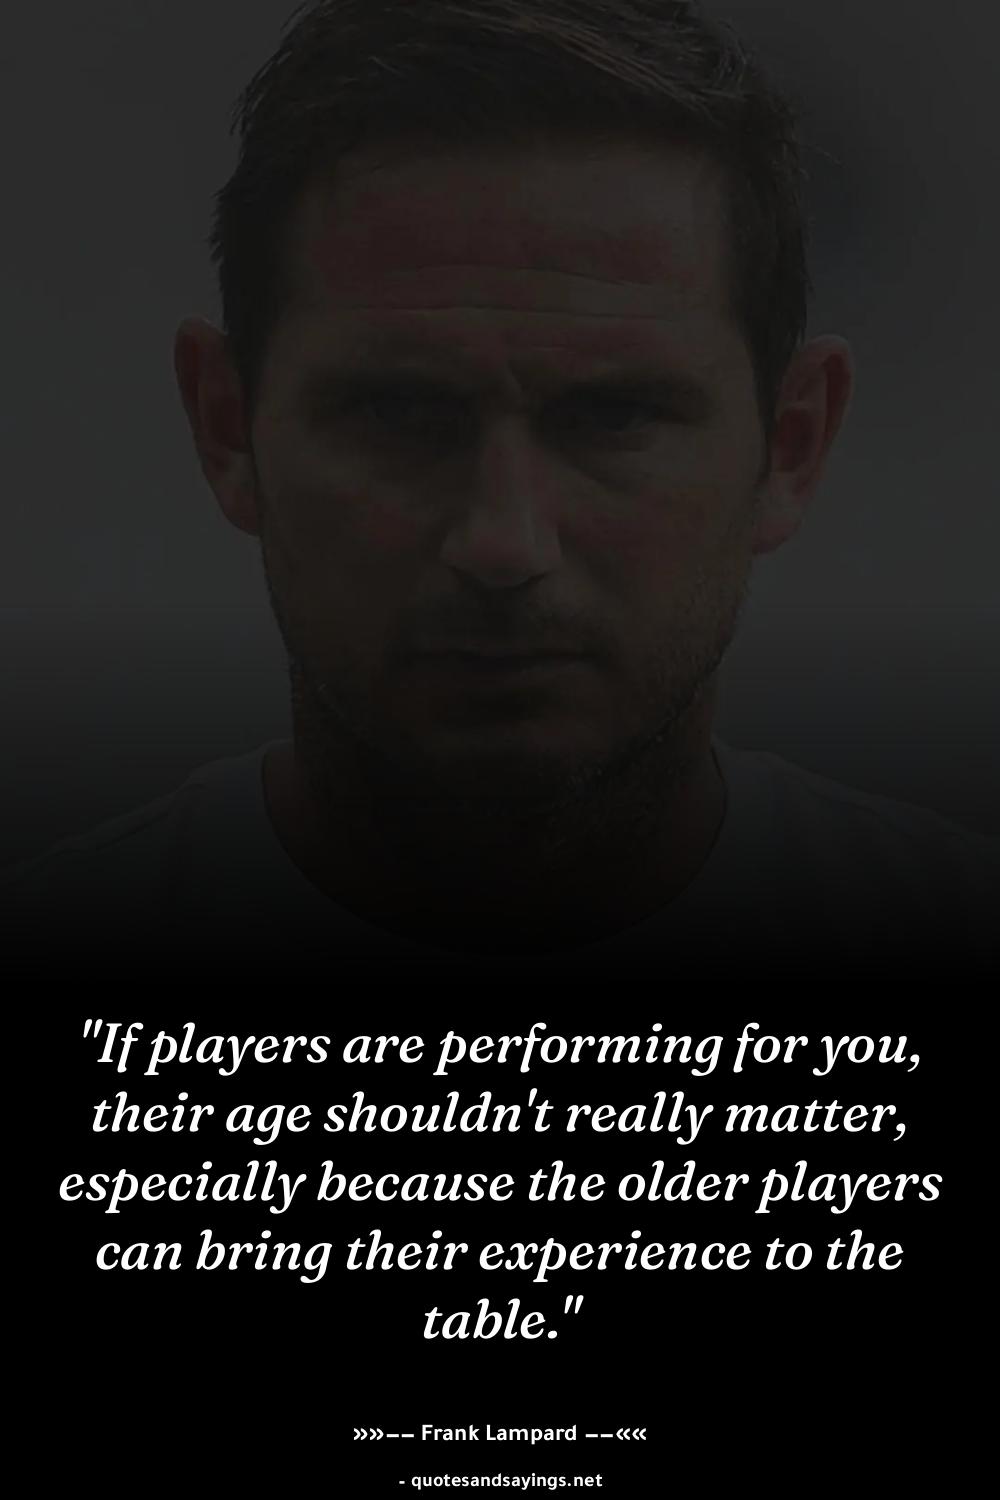 "If players are performing for you,
their age shouldn't really matter,
especially because the older players
can bring their experience to the
table."
»»-- Frank Lampard --««
- quotesandsayings.net